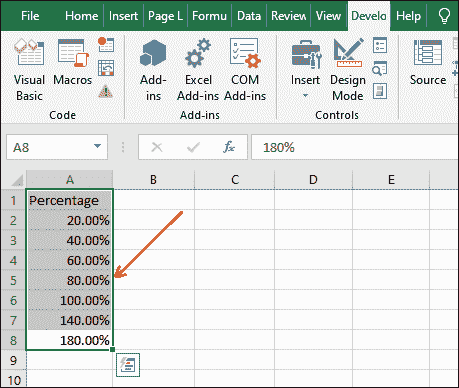 File Home Insert Page L Formu Data Review View Develo Help
Visual Basic Macros Add-ins Excel Add-ins COM Add-ins Insert Design Mode Source
Code Add-ins Controls
A8 fx 180%
A B C D E
1 Percentage
2 20.00%
3 40.00%
4 60.00%
5 80.00%
6 100.00%
7 140.00%
8 180.00%
9
10